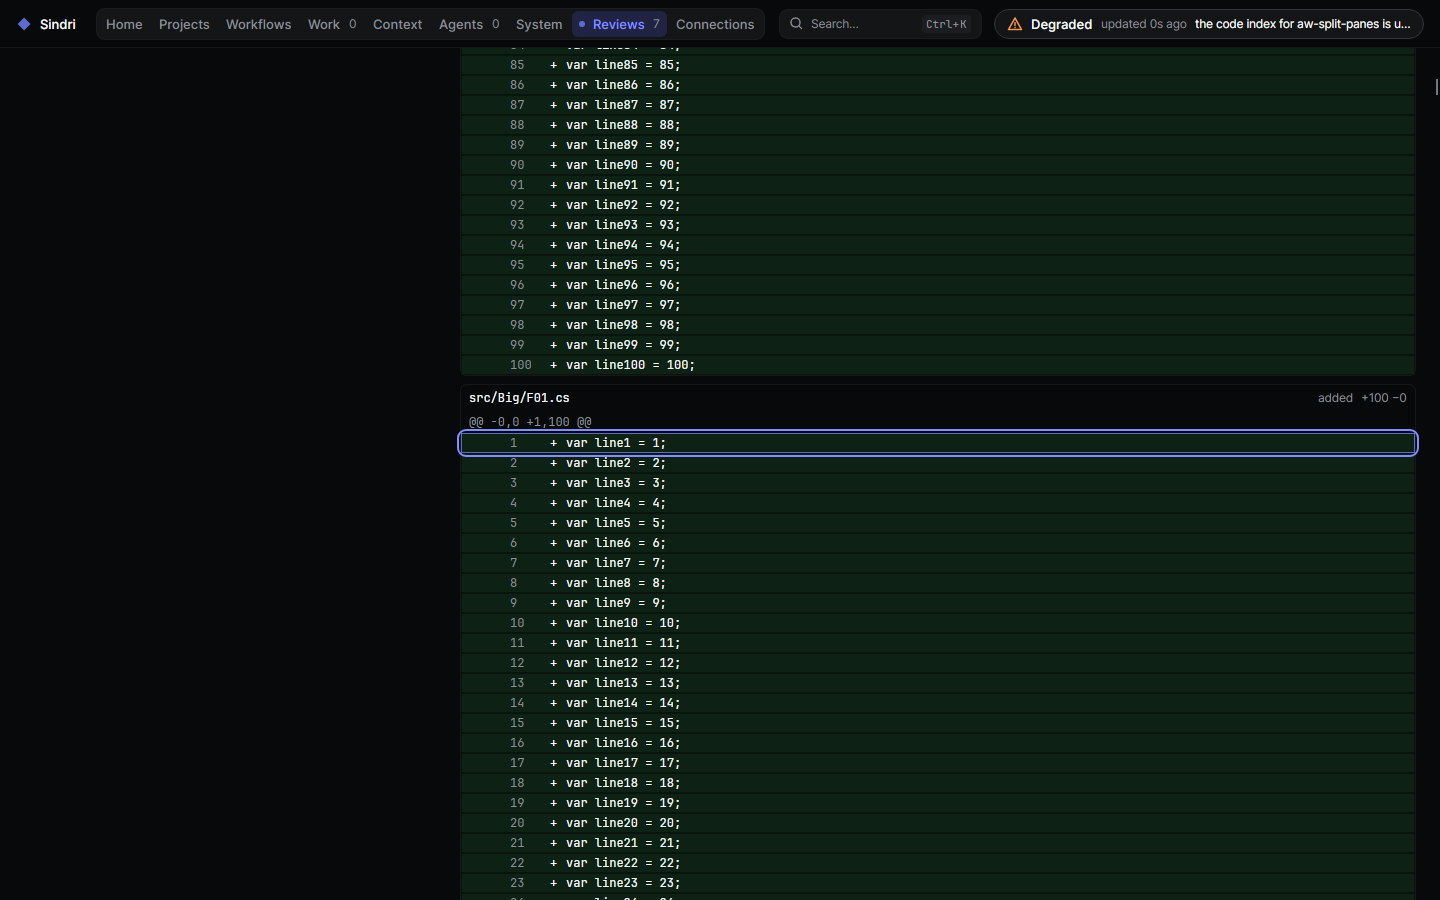 Sindri Home Projects Workflows Work 0 Context Agents 0 System Reviews 7 Connections Search... Ctrl+K Degraded updated 0s ago the code index for aw-split-panes is u...
85 + var line85 = 85;
86 + var line86 = 86;
87 + var line87 = 87;
88 + var line88 = 88;
89 + var line89 = 89;
90 + var line90 = 90;
91 + var line91 = 91;
92 + var line92 = 92;
93 + var line93 = 93;
94 + var line94 = 94;
95 + var line95 = 95;
96 + var line96 = 96;
97 + var line97 = 97;
98 + var line98 = 98;
99 + var line99 = 99;
100 + var line100 = 100;
src/Big/F01.cs added +100 −0
@@ -0,0 +1,100 @@
1 + var line1 = 1;
2 + var line2 = 2;
3 + var line3 = 3;
4 + var line4 = 4;
5 + var line5 = 5;
6 + var line6 = 6;
7 + var line7 = 7;
8 + var line8 = 8;
9 + var line9 = 9;
10 + var line10 = 10;
11 + var line11 = 11;
12 + var line12 = 12;
13 + var line13 = 13;
14 + var line14 = 14;
15 + var line15 = 15;
16 + var line16 = 16;
17 + var line17 = 17;
18 + var line18 = 18;
19 + var line19 = 19;
20 + var line20 = 20;
21 + var line21 = 21;
22 + var line22 = 22;
23 + var line23 = 23;